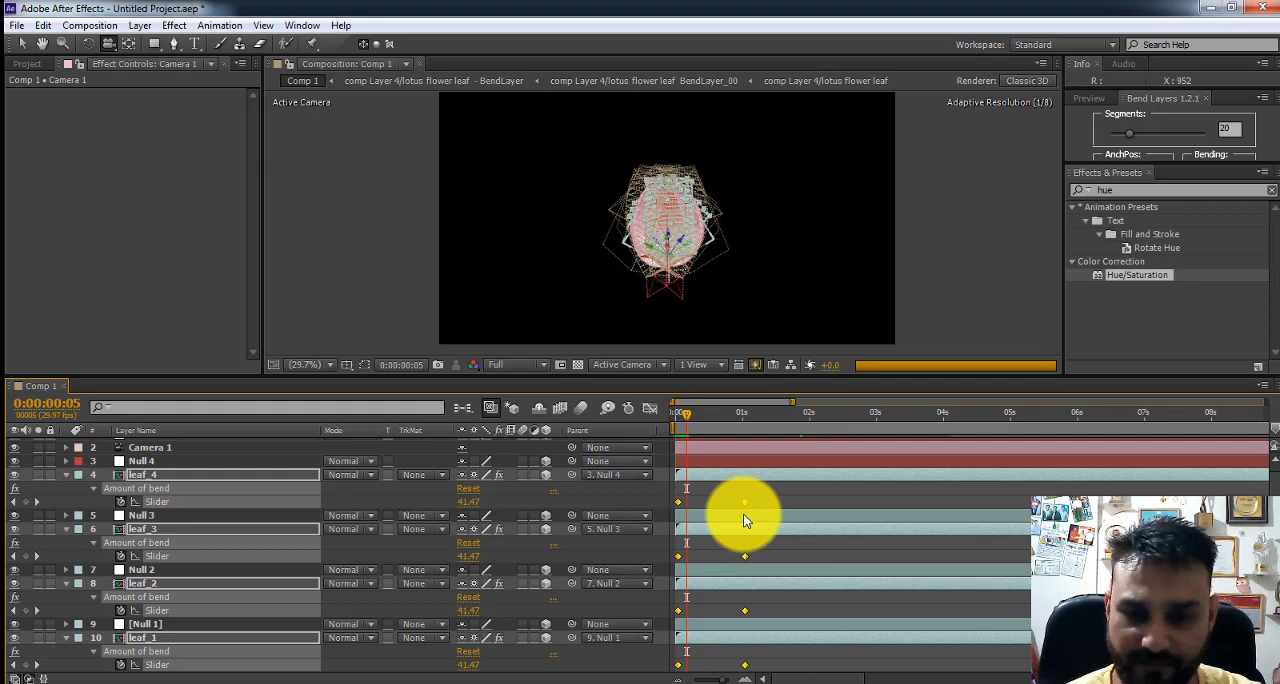 Adobe After Effects - Untitled Project.aep *
File Edit Composition Layer Effect Animation View Window Help
Workspace: Standard Search Help
Project Effect Controls: Camera 1 Composition: Comp 1 Info Audio
Comp 1 • Camera 1
Comp 1 comp Layer 4/lotus flower leaf - BendLayer comp Layer 4/lotus flower leaf BendLayer_00 comp Layer 4/lotus flower leaf Renderer: Classic 3D
R : X : 952
Active Camera Adaptive Resolution (1/8)
Preview Bend Layers 1.2.1
Segments:
20
AnchPos: Bending:
Effects & Presets
hue
* Animation Presets
Text
Fill and Stroke
Rotate Hue
Color Correction
Hue/Saturation
(29.7%) 0:00:00:05 Full Active Camera 1 View +0.0
Comp 1
0:00:00:05
00005 (29.97 fps)
0:00 01s 02s 03s 04s 05s 06s 07s 08s
# Layer Name Mode T TrkMat Parent
2 Camera 1 None
3 Null 4 Normal None
4 leaf_4 Normal None 3. Null 4
Amount of bend Reset ...
Slider 41.47
5 Null 3 Normal None None
6 leaf_3 Normal None 5. Null 3
Amount of bend Reset ...
Slider 41.47
7 Null 2 Normal None None
8 leaf_2 Normal None 7. Null 2
Amount of bend Reset ...
Slider 41.47
9 [Null 1] Normal None None
10 leaf_1 Normal None 9. Null 1
Amount of bend Reset ...
Slider 41.47